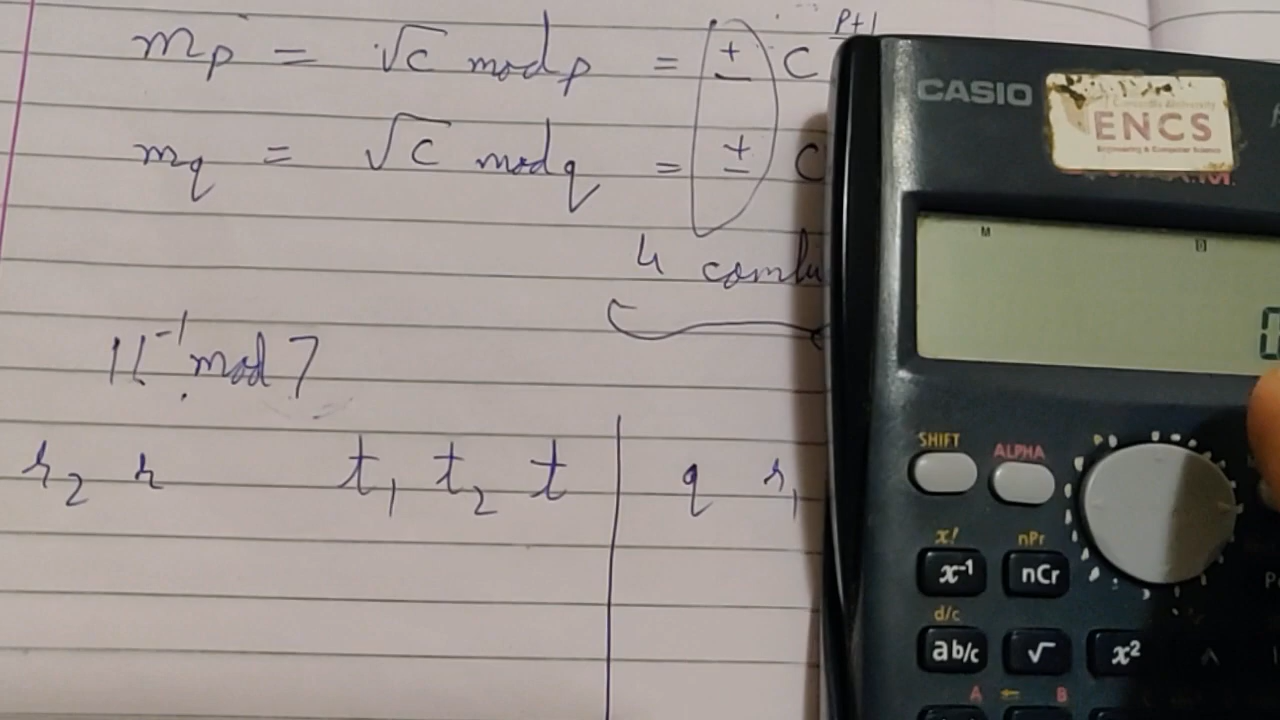 mp = √c mod p = ± C p+1
mq = √c mod q = ± C
4
11⁻¹ mod 7
r₂ r t₁ t₂ t q r₁
CASIO
ENCS
M D
0
SHIFT ALPHA
x! nPr
x⁻¹ nCr
d/c
ab/c √ x²
A B